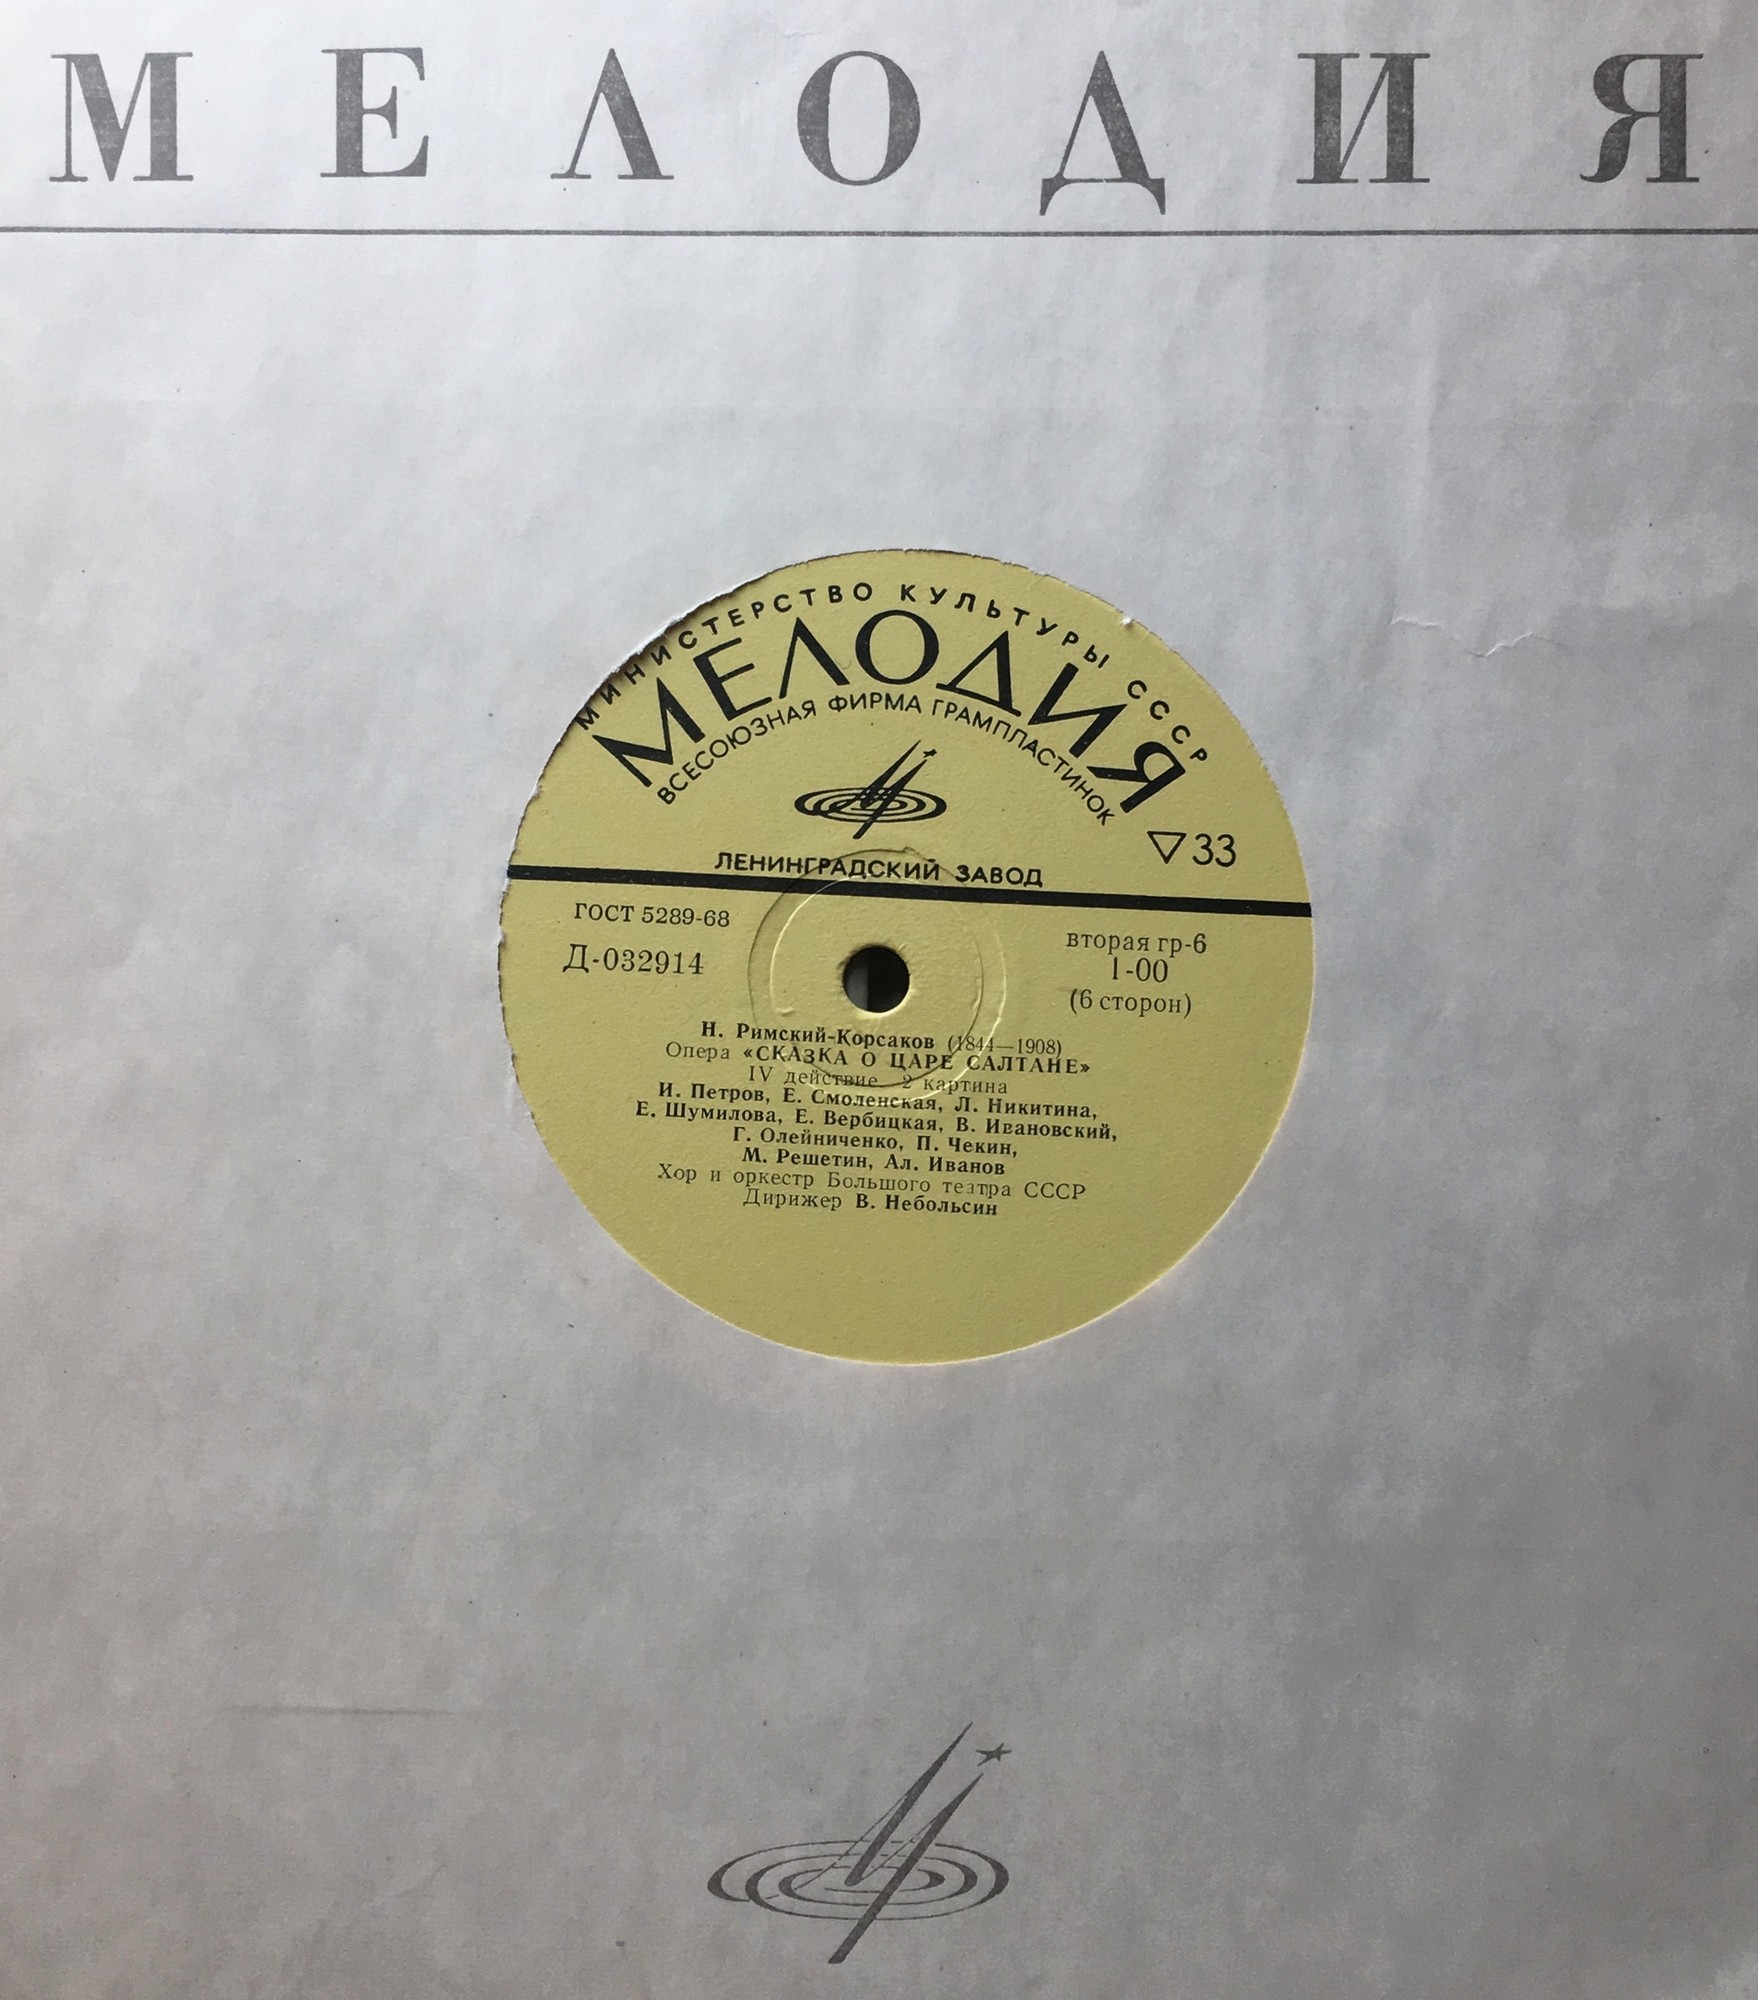 МЕЛОДИЯ
МИНИСТЕРСТВО КУЛЬТУРЫ СССР
МЕЛОДИЯ
ВСЕСОЮЗНАЯ ФИРМА ГРАМПЛАСТИНОК
▽33
ЛЕНИНГРАДСКИЙ ЗАВОД
ГОСТ 5289-68
Д-032914
вторая гр-6
1-00
(6 сторон)
Н. Римский-Корсаков (1844—1908)
Опера «СКАЗКА О ЦАРЕ САЛТАНЕ»
IV действие, 2 картина
И. Петров, Е. Смоленская, Л. Никитина,
Е. Шумилова, Е. Вербицкая, В. Ивановский,
Г. Олейниченко, П. Чекин,
М. Решетин, Ал. Иванов
Хор и оркестр Большого театра СССР
Дирижер В. Небольсин